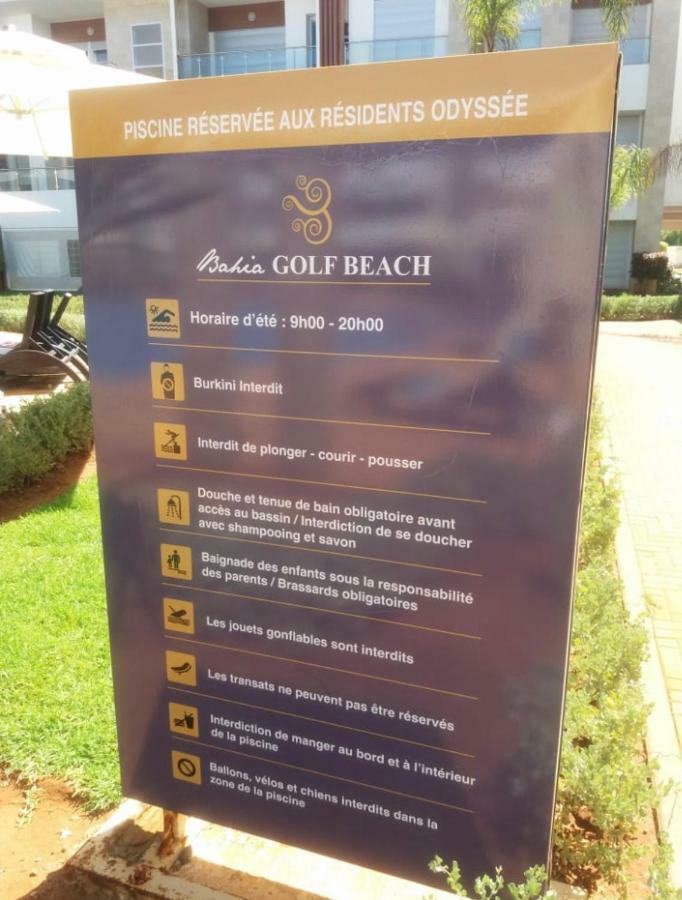 PISCINE RÉSERVÉE AUX RÉSIDENTS ODYSSÉE
Bahia GOLF BEACH
Horaire d'été : 9h00 - 20h00
Burkini Interdit
Interdit de plonger - courir - pousser
Douche et tenue de bain obligatoire avant
accès au bassin / Interdiction de se doucher
avec shampooing et savon
Baignade des enfants sous la responsabilité
des parents / Brassards obligatoires
Les jouets gonflables sont interdits
Les transats ne peuvent pas être réservés
Interdiction de manger au bord et à l'intérieur
de la piscine
Ballons, vélos et chiens interdits dans la
zone de la piscine